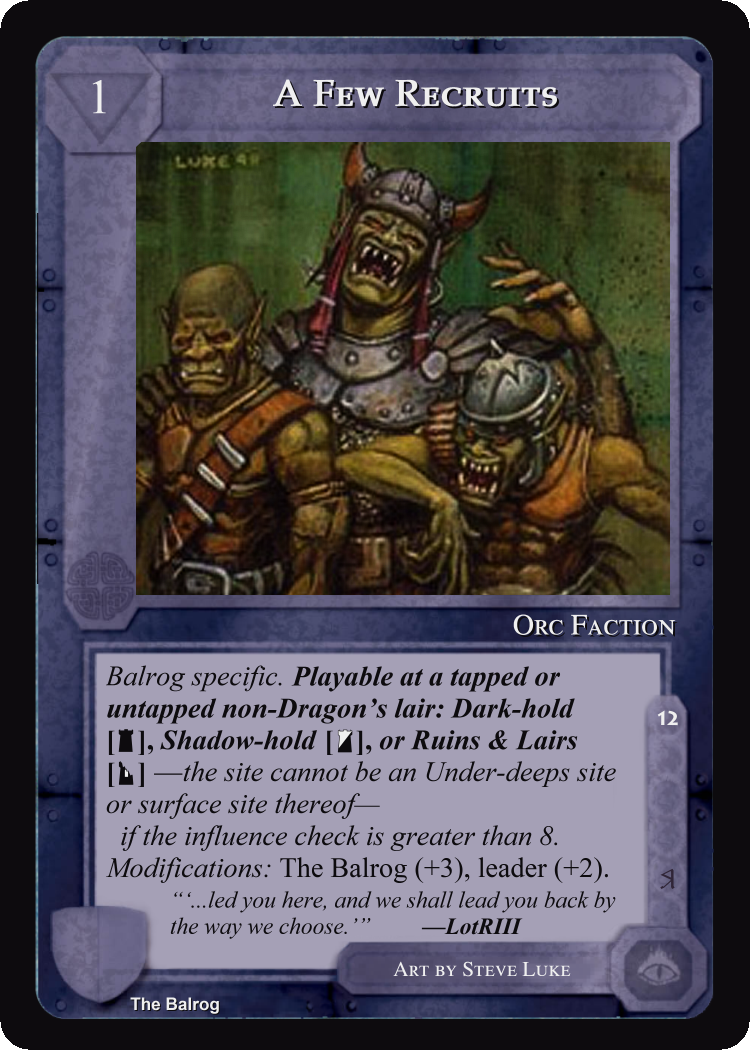 1
A Few Recruits
LUKE 98
Orc Faction
Balrog specific. Playable at a tapped or
untapped non-Dragon's lair: Dark-hold
[], Shadow-hold [], or Ruins & Lairs
[] —the site cannot be an Under-deeps site
or surface site thereof—
if the influence check is greater than 8.
Modifications: The Balrog (+3), leader (+2).
“‘...led you here, and we shall lead you back by
the way we choose.’” —LotRIII
12
Art by Steve Luke
The Balrog